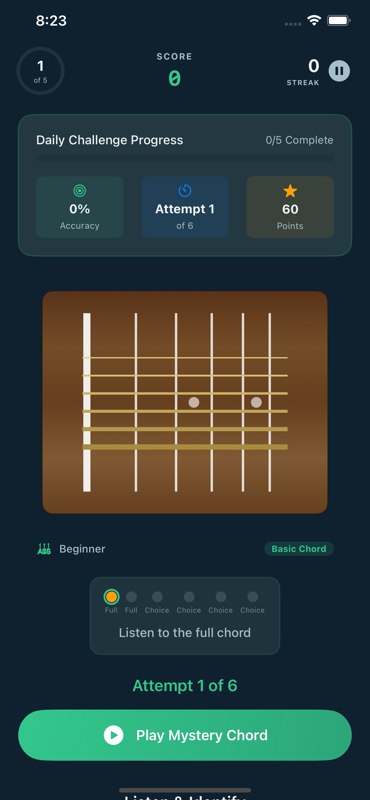 8:23
1
of 5
SCORE
0
0
STREAK
Daily Challenge Progress
0/5 Complete
0%
Accuracy
Attempt 1
of 6
60
Points
Beginner
Basic Chord
Full Full Choice Choice Choice Choice
Listen to the full chord
Attempt 1 of 6
Play Mystery Chord
Listen & Identify